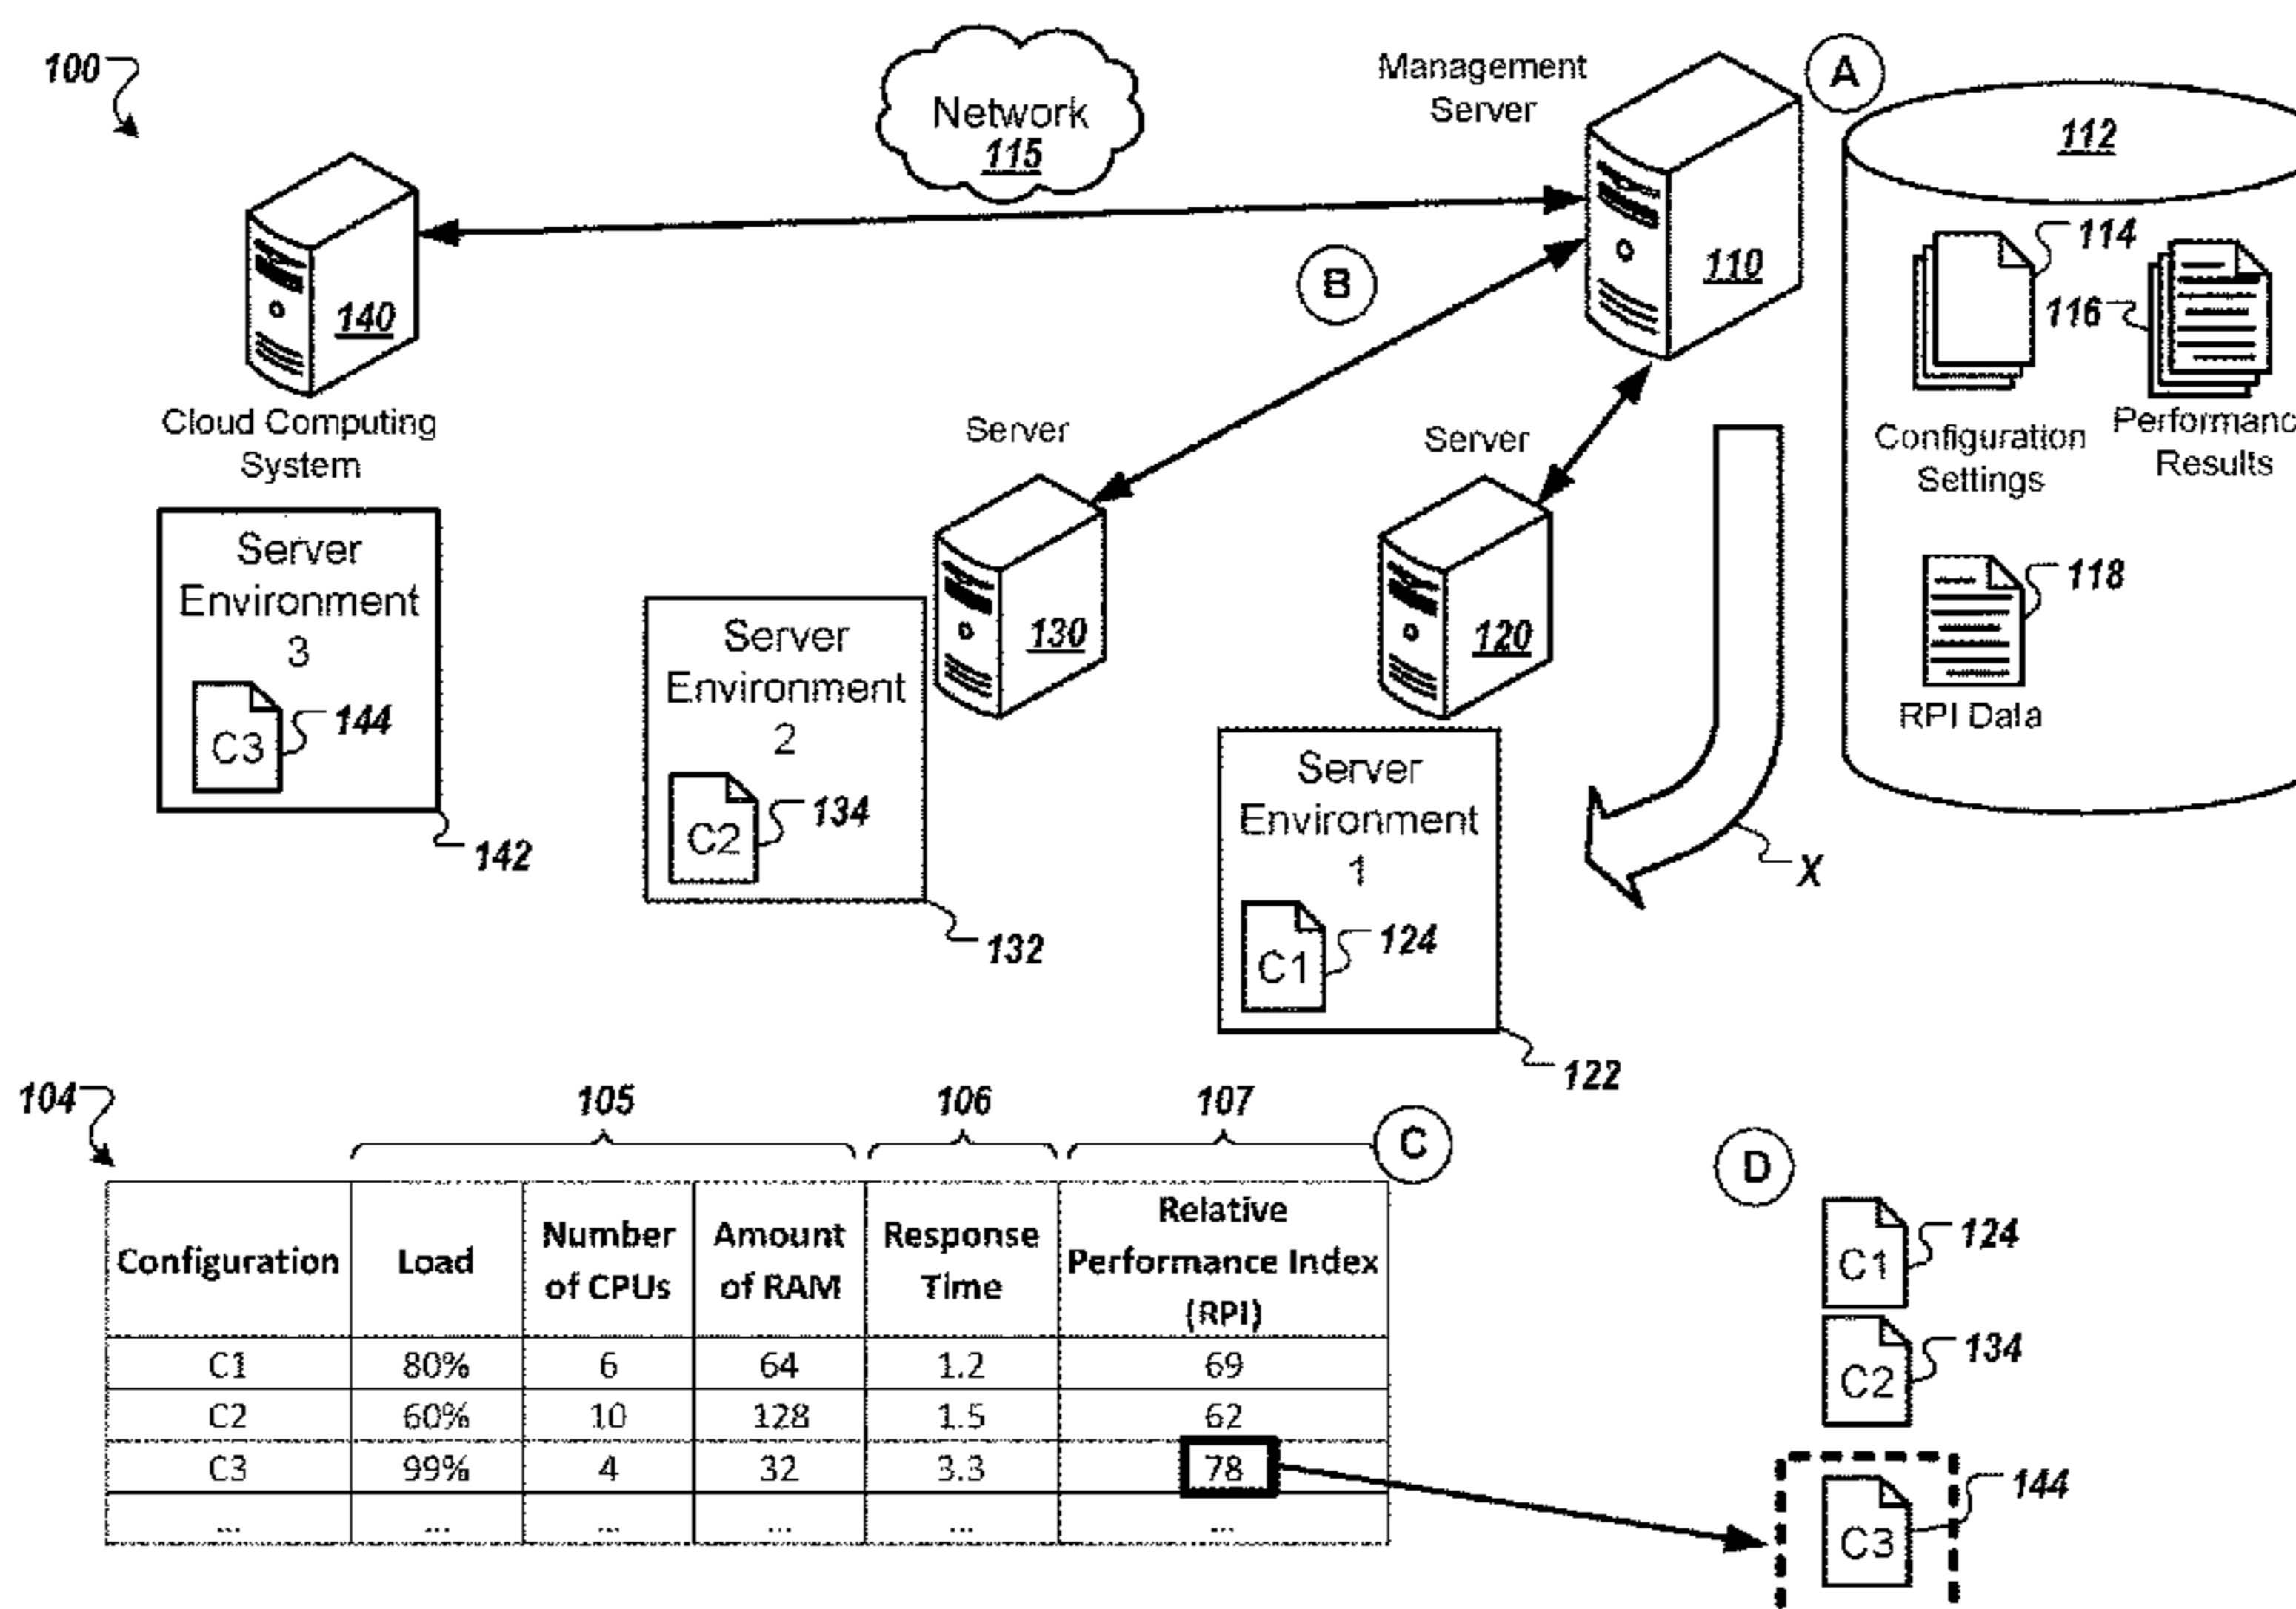 100
Network
115
Management
Server
A
112
110
114
116
Configuration
Settings
Performanc
Results
118
RPI Data
B
140
Cloud Computing
System
Server
130
Server
120
Server
Environment
3
C3
144
142
Server
Environment
2
C2
134
132
Server
Environment
1
C1
124
122
X
104
105
106
107
C
Configuration Load Number of CPUs Amount of RAM Response Time Relative Performance Index (RPI)
C1 80% 6 64 1.2 69
C2 60% 10 128 1.5 62
C3 99% 4 32 3.3 78
... ... ... ... ... ...
D
C1
124
C2
134
C3
144